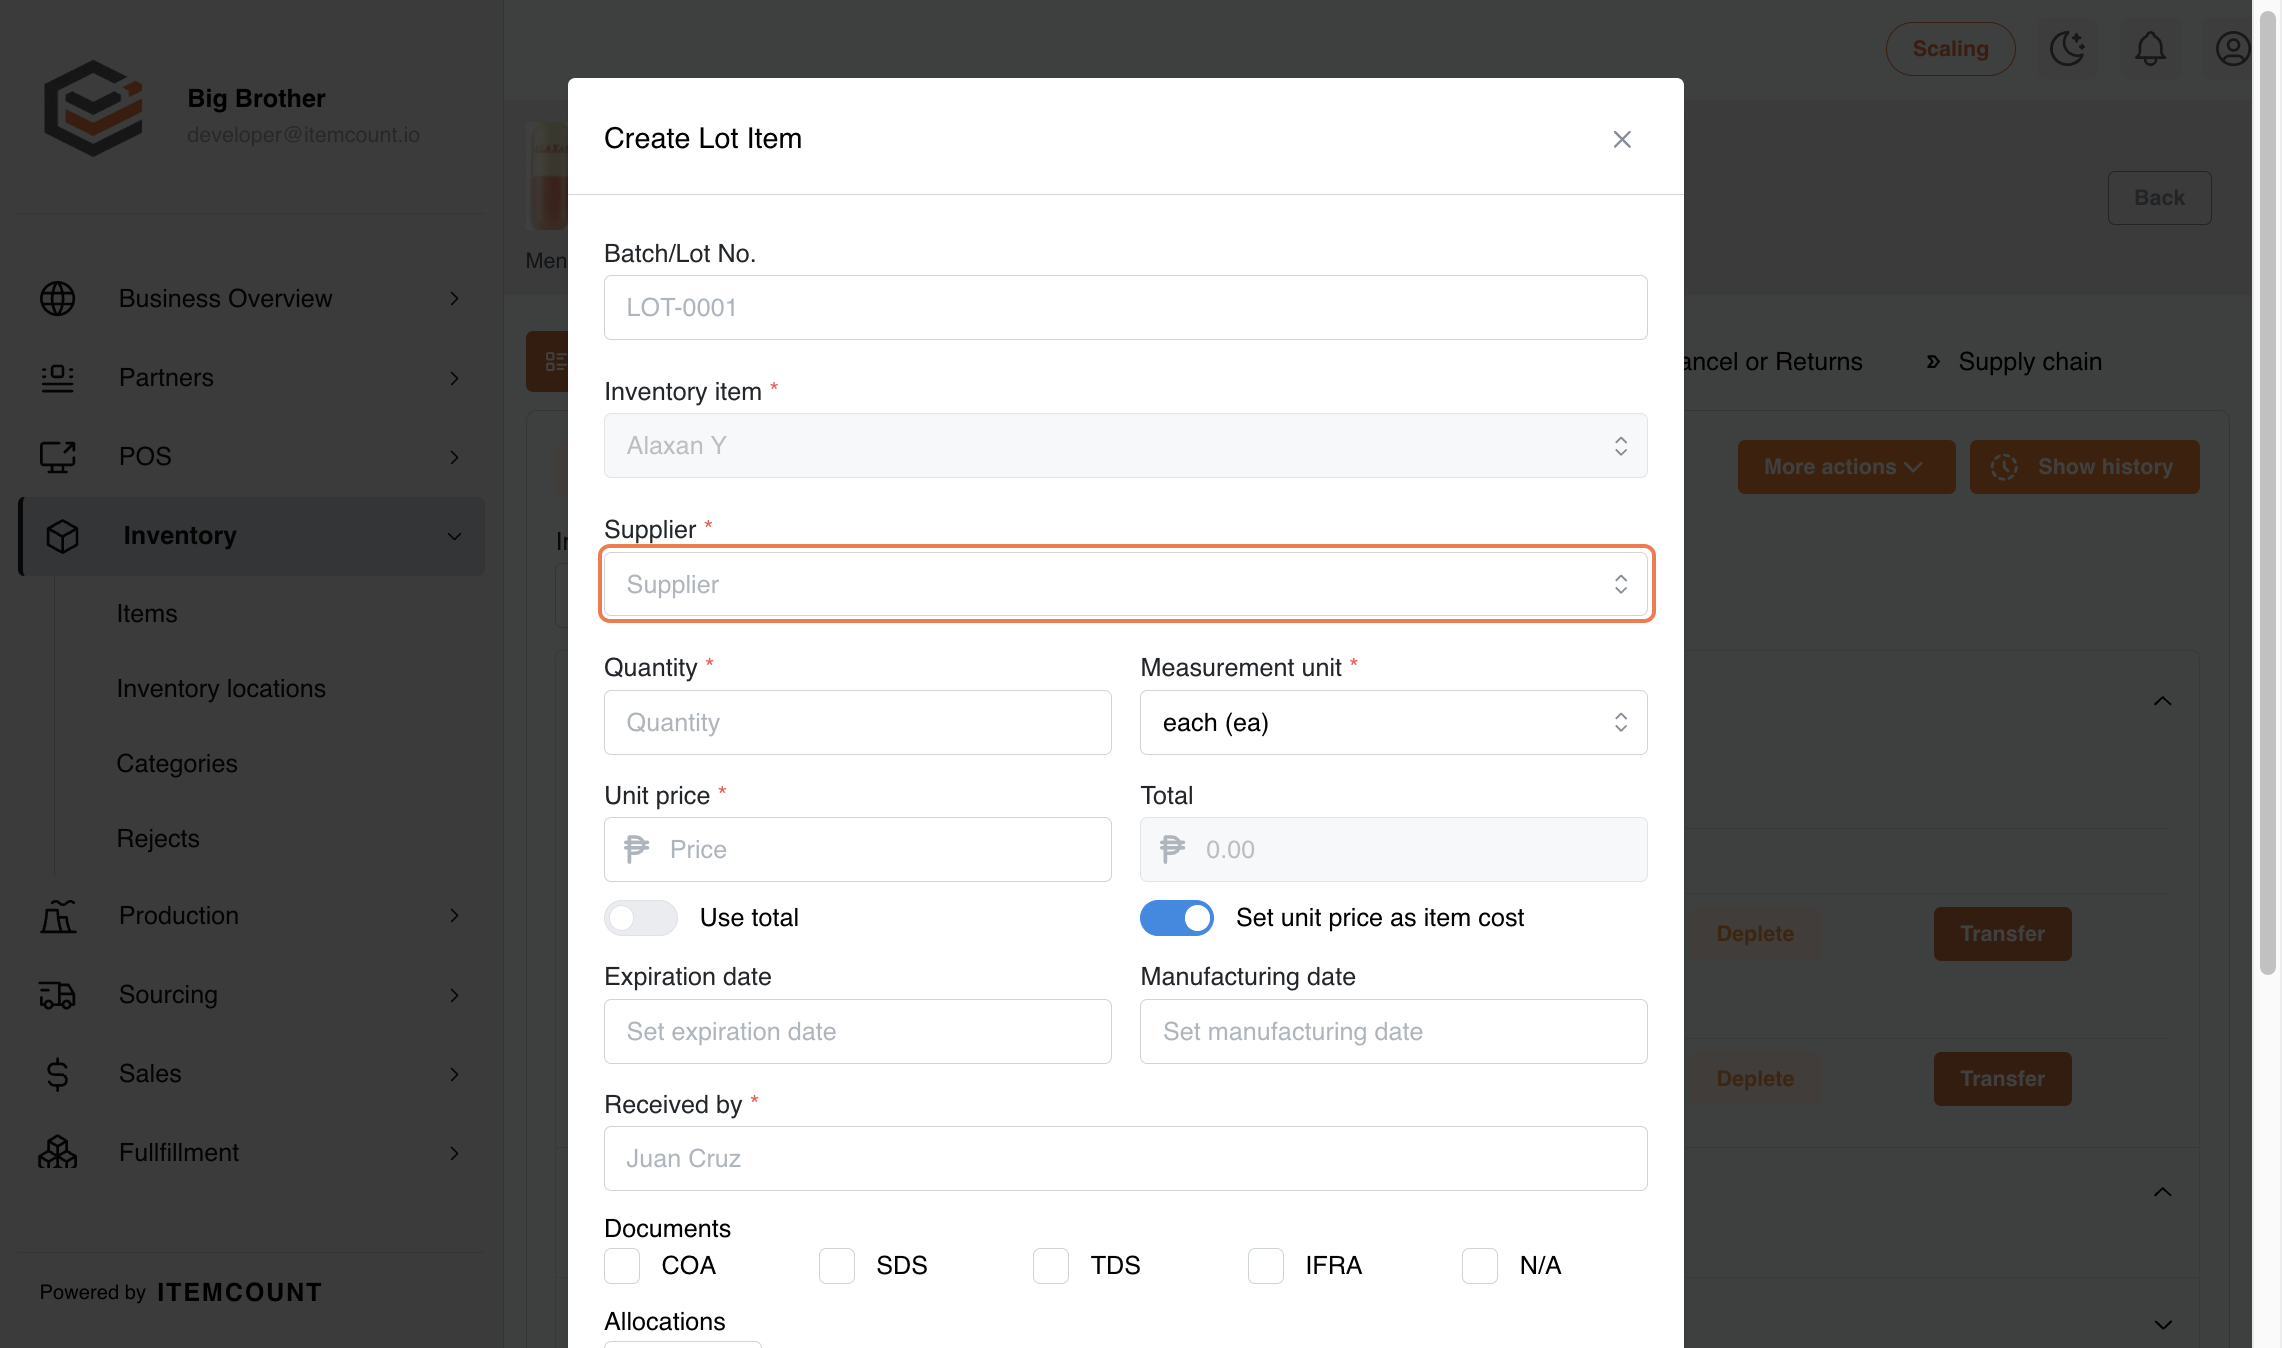 Big Brother
developer@itemcount.io
Business Overview
Partners
POS
Inventory
Items
Inventory locations
Categories
Rejects
Production
Sourcing
Sales
Fullfillment
Powered by ITEMCOUNT
Scaling
Back
Men
ancel or Returns
Supply chain
More actions
Show history
Deplete
Transfer
Deplete
Transfer
Create Lot Item
Batch/Lot No.
LOT-0001
Inventory item *
Alaxan Y
Supplier *
Supplier
Quantity *
Measurement unit *
Quantity
each (ea)
Unit price *
Total
₱ Price
₱ 0.00
Use total
Set unit price as item cost
Expiration date
Manufacturing date
Set expiration date
Set manufacturing date
Received by *
Juan Cruz
Documents
COA
SDS
TDS
IFRA
N/A
Allocations